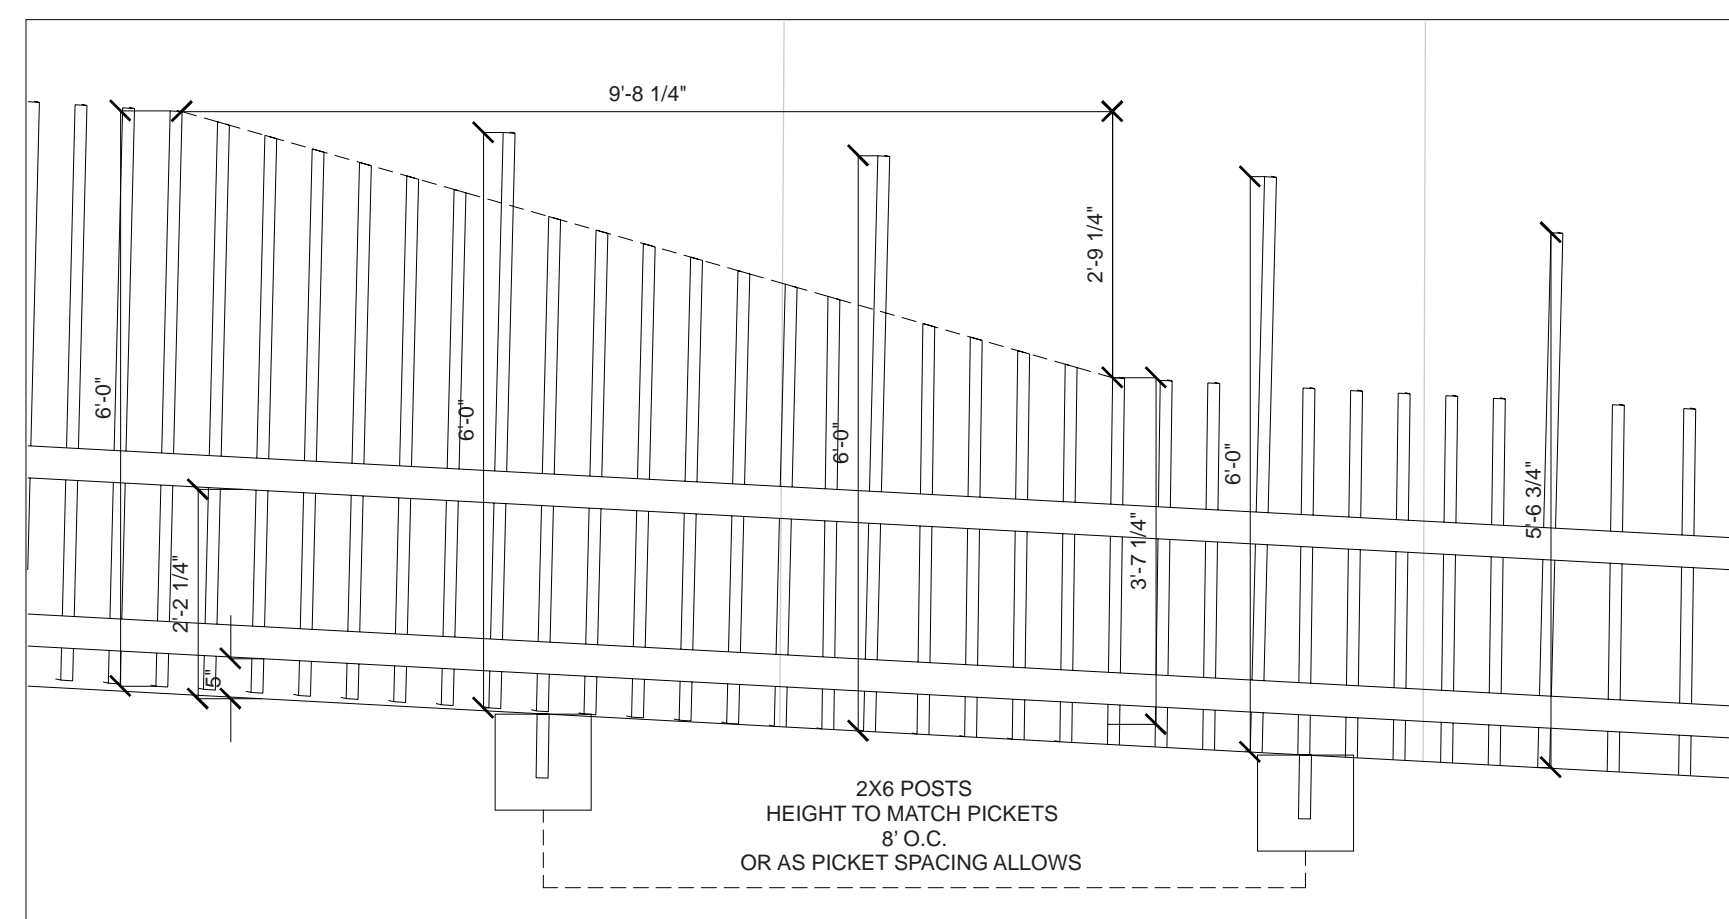 9'-8 1/4"
2'-9 1/4"
6'-0"
6'-0"
6'-0"
6'-0"
5'-6 3/4"
3'-7 1/4"
2'-2 1/4"
5"
2X6 POSTS
HEIGHT TO MATCH PICKETS
8’ O.C.
OR AS PICKET SPACING ALLOWS